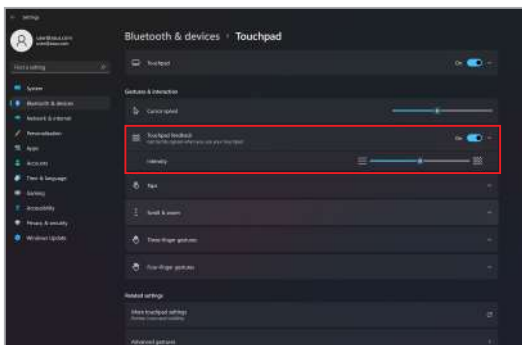 Settings
Bluetooth & devices › Touchpad
Find a setting
Touchpad
On
System
Bluetooth & devices
Network & internet
Personalization
Apps
Accounts
Time & language
Gaming
Accessibility
Privacy & security
Windows Update
Gestures & interaction
Cursor speed
Touchpad feedback
On
Intensity
Taps
Scroll & zoom
Three-finger gestures
Four-finger gestures
Related settings
More touchpad settings
Advanced gestures